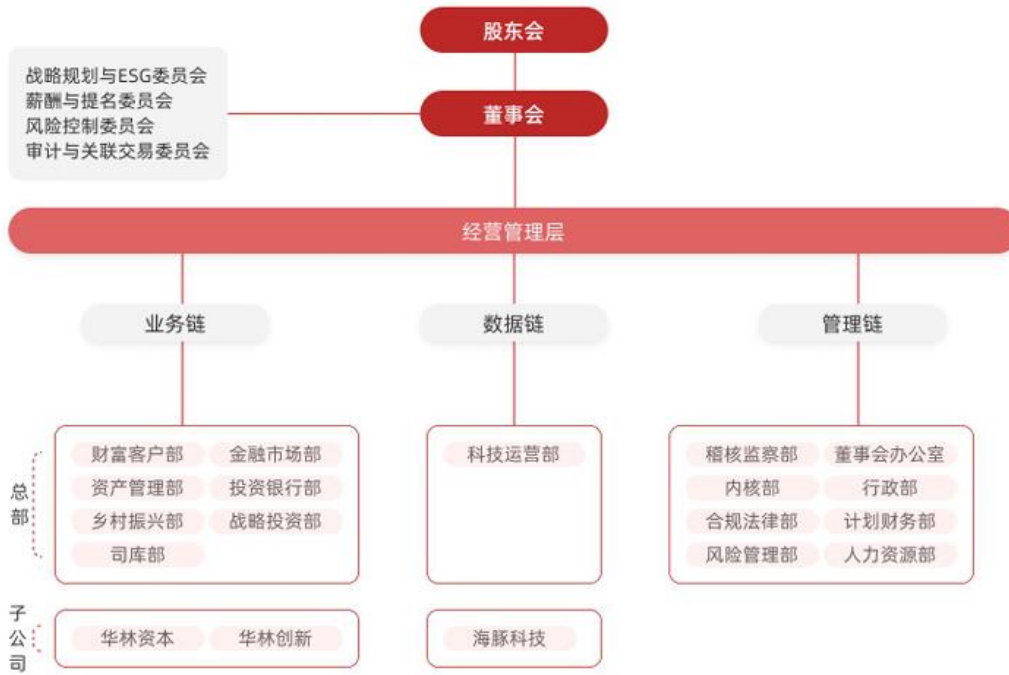 股东会
战略规划与ESG委员会
薪酬与提名委员会
风险控制委员会
审计与关联交易委员会
董事会
经营管理层
业务链
数据链
管理链
总部
财富客户部 金融市场部
资产管理部 投资银行部
乡村振兴部 战略投资部
司库部
科技运营部
稽核监察部 董事会办公室
内核部 行政部
合规法律部 计划财务部
风险管理部 人力资源部
子公司
华林资本 华林创新
海豚科技